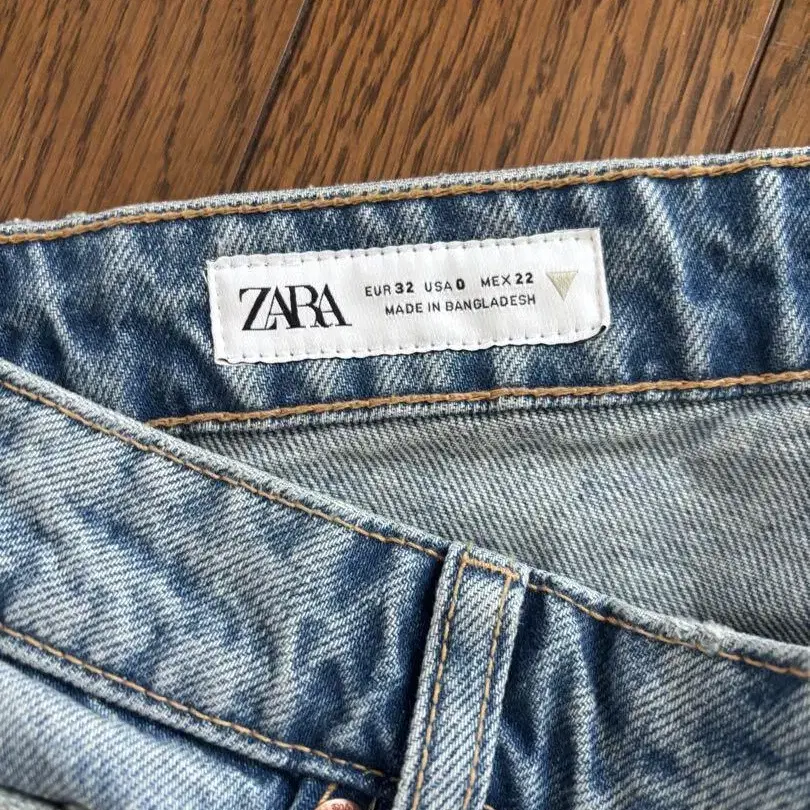 ZARA
EUR 32 USA 0 MEX 22
MADE IN BANGLADESH